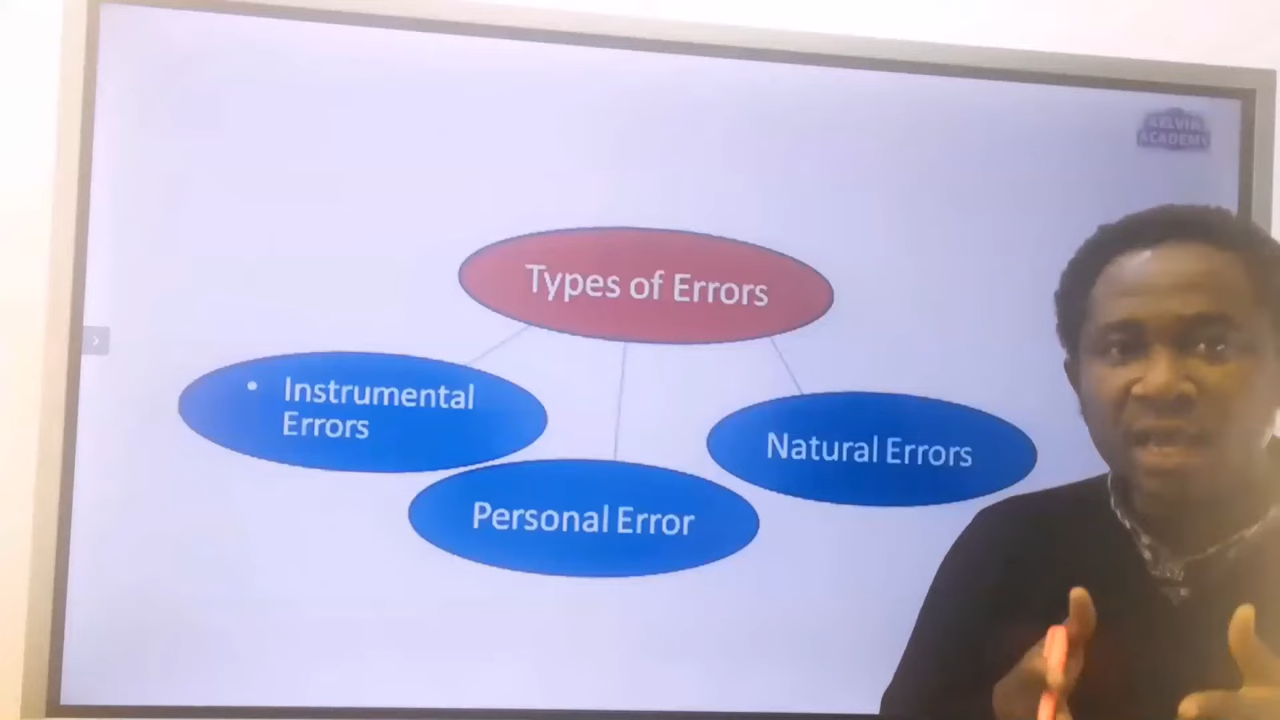 KELVIN
ACADEMY
Types of Errors
• Instrumental
Errors
Natural Errors
Personal Error